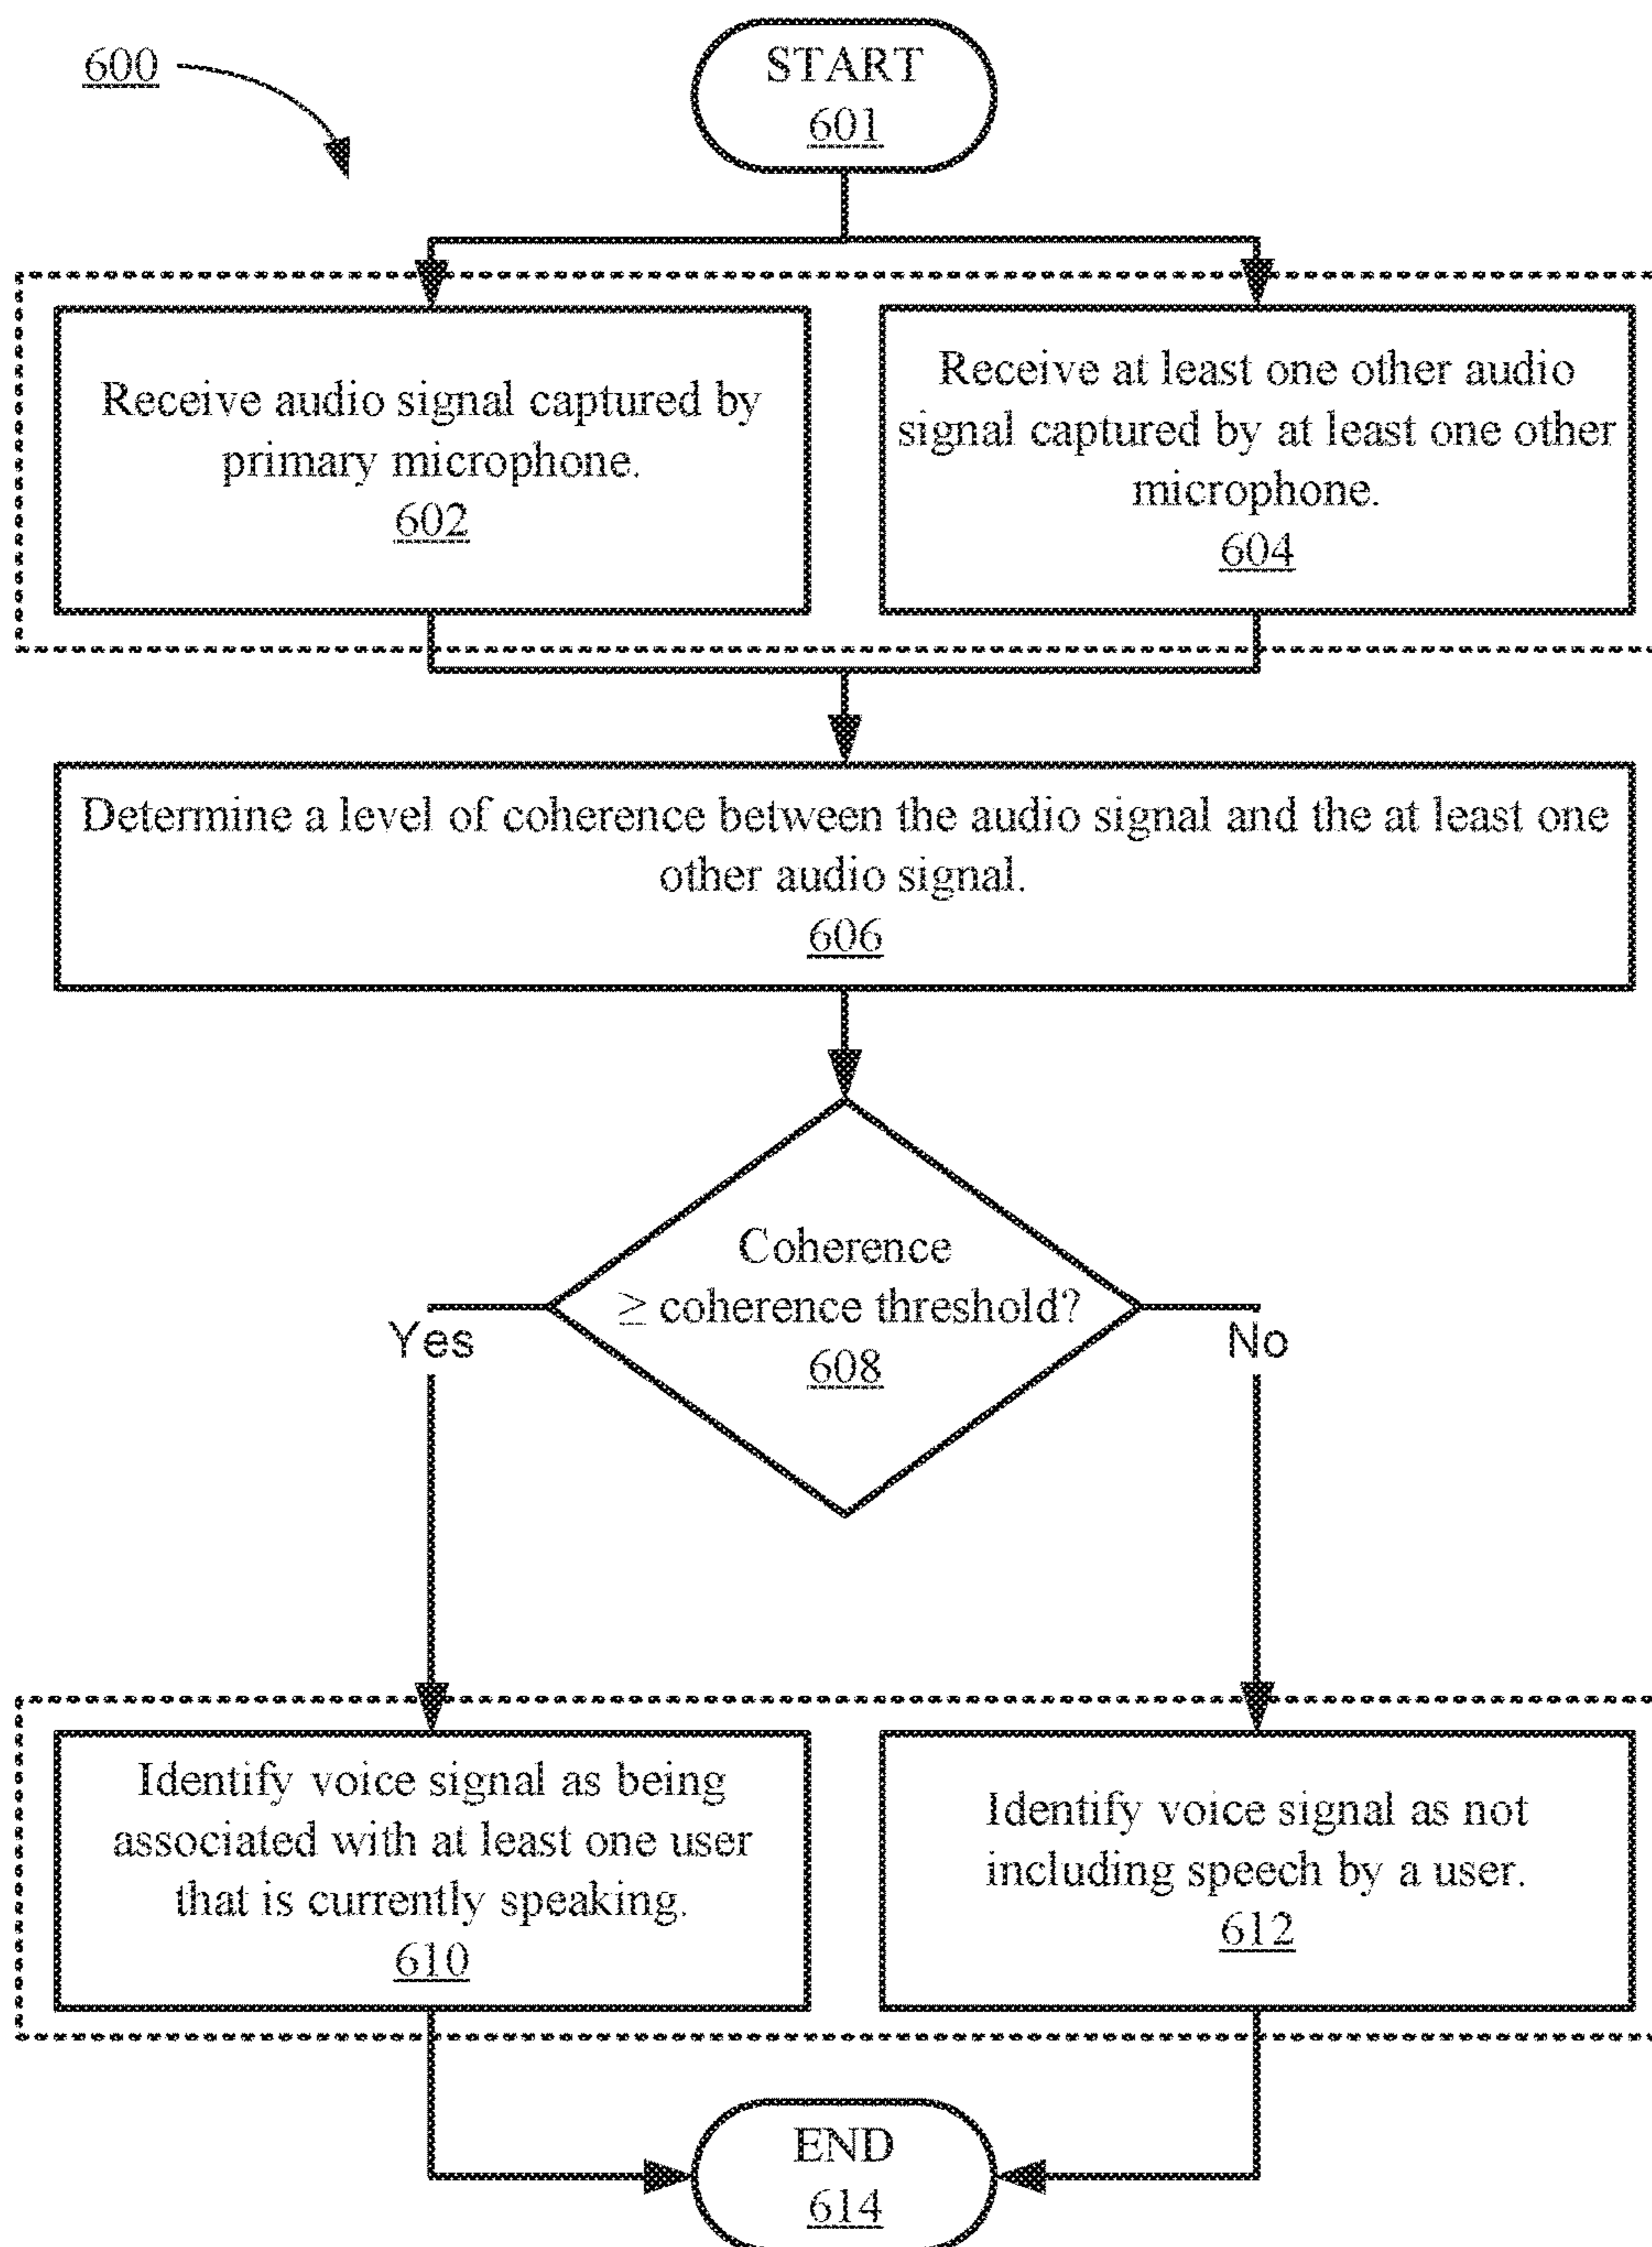 600
START
601
Receive audio signal captured by
primary microphone.
602
Receive at least one other audio
signal captured by at least one other
microphone.
604
Determine a level of coherence between the audio signal and the at least one
other audio signal.
606
Coherence
≥ coherence threshold?
608
Yes
No
Identify voice signal as being
associated with at least one user
that is currently speaking.
610
Identify voice signal as not
including speech by a user.
612
END
614